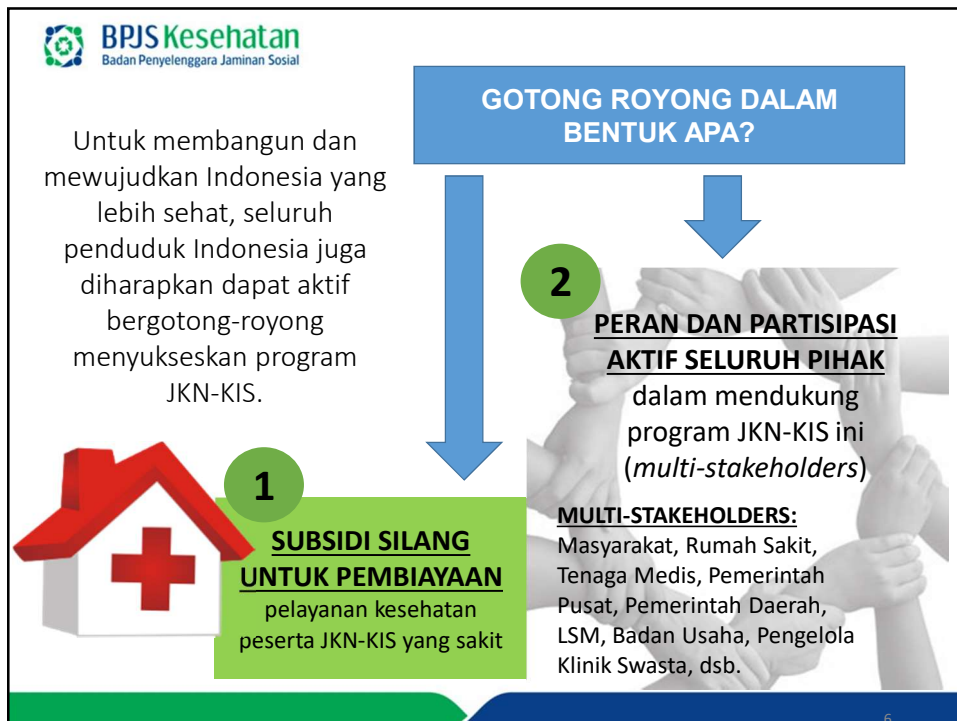 BPJS Kesehatan
Badan Penyelenggara Jaminan Sosial
GOTONG ROYONG DALAM
BENTUK APA?
Untuk membangun dan
mewujudkan Indonesia yang
lebih sehat, seluruh
penduduk Indonesia juga
diharapkan dapat aktif
bergotong-royong
menyukseskan program
JKN-KIS.
1
SUBSIDI SILANG
UNTUK PEMBIAYAAN
pelayanan kesehatan
peserta JKN-KIS yang sakit
2
PERAN DAN PARTISIPASI
AKTIF SELURUH PIHAK
dalam mendukung
program JKN-KIS ini
(multi-stakeholders)
MULTI-STAKEHOLDERS:
Masyarakat, Rumah Sakit,
Tenaga Medis, Pemerintah
Pusat, Pemerintah Daerah,
LSM, Badan Usaha, Pengelola
Klinik Swasta, dsb.
6